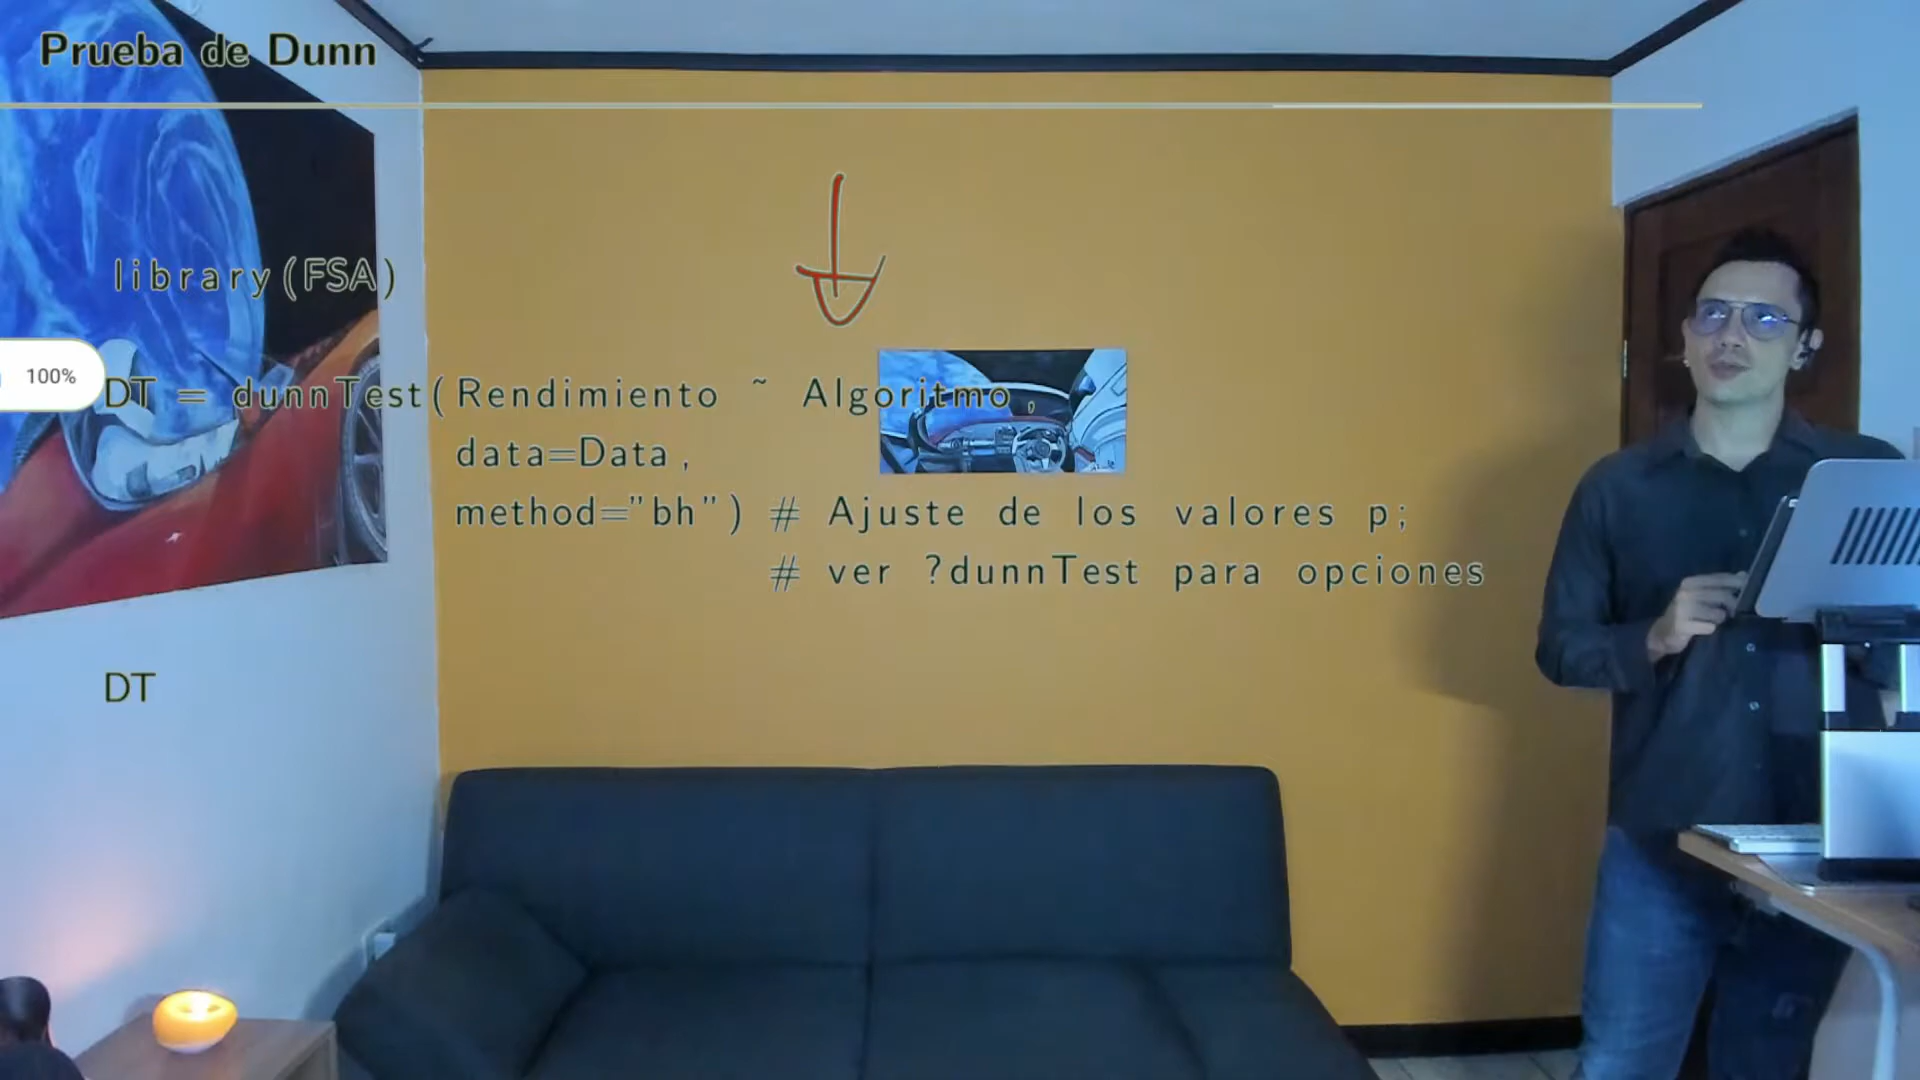 Prueba de Dunn
library(FSA)
100%
DT = dunnTest(Rendimiento ~ Algoritmo,
data=Data,
method="bh") # Ajuste de los valores p;
# ver ?dunnTest para opciones
DT